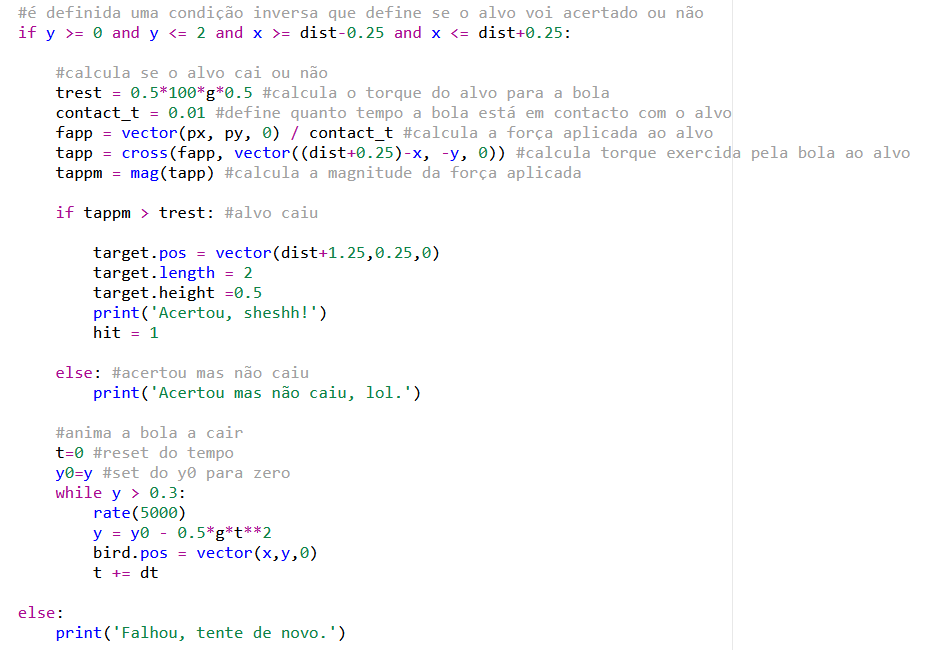 #é definida uma condição inversa que define se o alvo voi acertado ou não
if y >= 0 and y <= 2 and x >= dist-0.25 and x <= dist+0.25:
#calcula se o alvo cai ou não
trest = 0.5*100*g*0.5 #calcula o torque do alvo para a bola
contact_t = 0.01 #define quanto tempo a bola está em contacto com o alvo
fapp = vector(px, py, 0) / contact_t #calcula a força aplicada ao alvo
tapp = cross(fapp, vector((dist+0.25)-x, -y, 0)) #calcula torque exercida pela bola ao alvo
tappm = mag(tapp) #calcula a magnitude da força aplicada
if tappm > trest: #alvo caiu
target.pos = vector(dist+1.25,0.25,0)
target.length = 2
target.height =0.5
print('Acertou, sheshh!')
hit = 1
else: #acertou mas não caiu
print('Acertou mas não caiu, lol.')
#anima a bola a cair
t=0 #reset do tempo
y0=y #set do y0 para zero
while y > 0.3:
rate(5000)
y = y0 - 0.5*g*t**2
bird.pos = vector(x,y,0)
t += dt
else:
print('Falhou, tente de novo.')